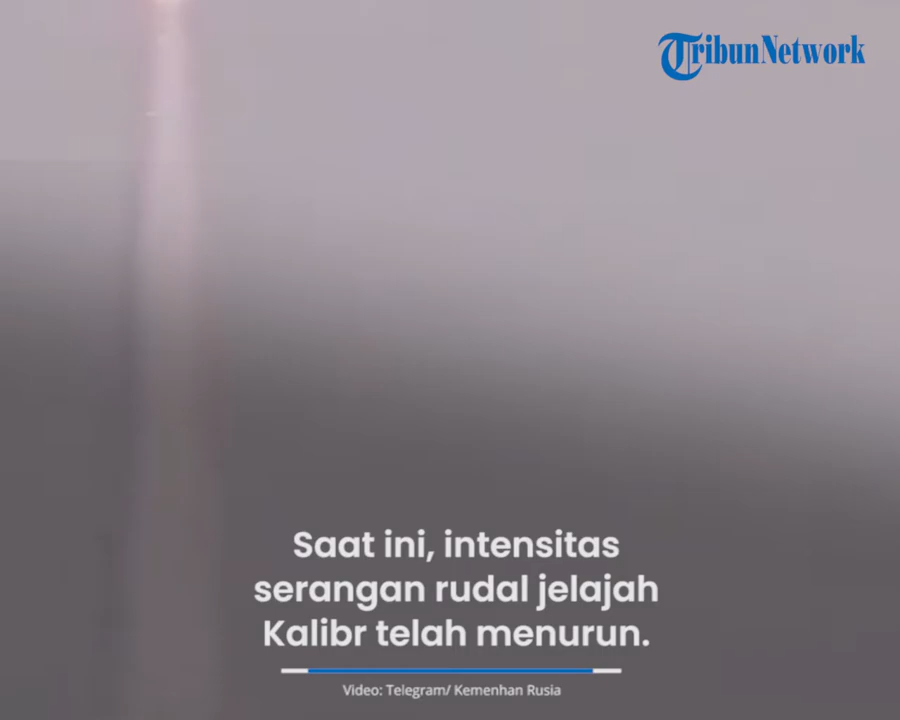 TribunNetwork
Saat ini, intensitas
serangan rudal jelajah
Kalibr telah menurun.
Video: Telegram/ Kemenhan Rusia